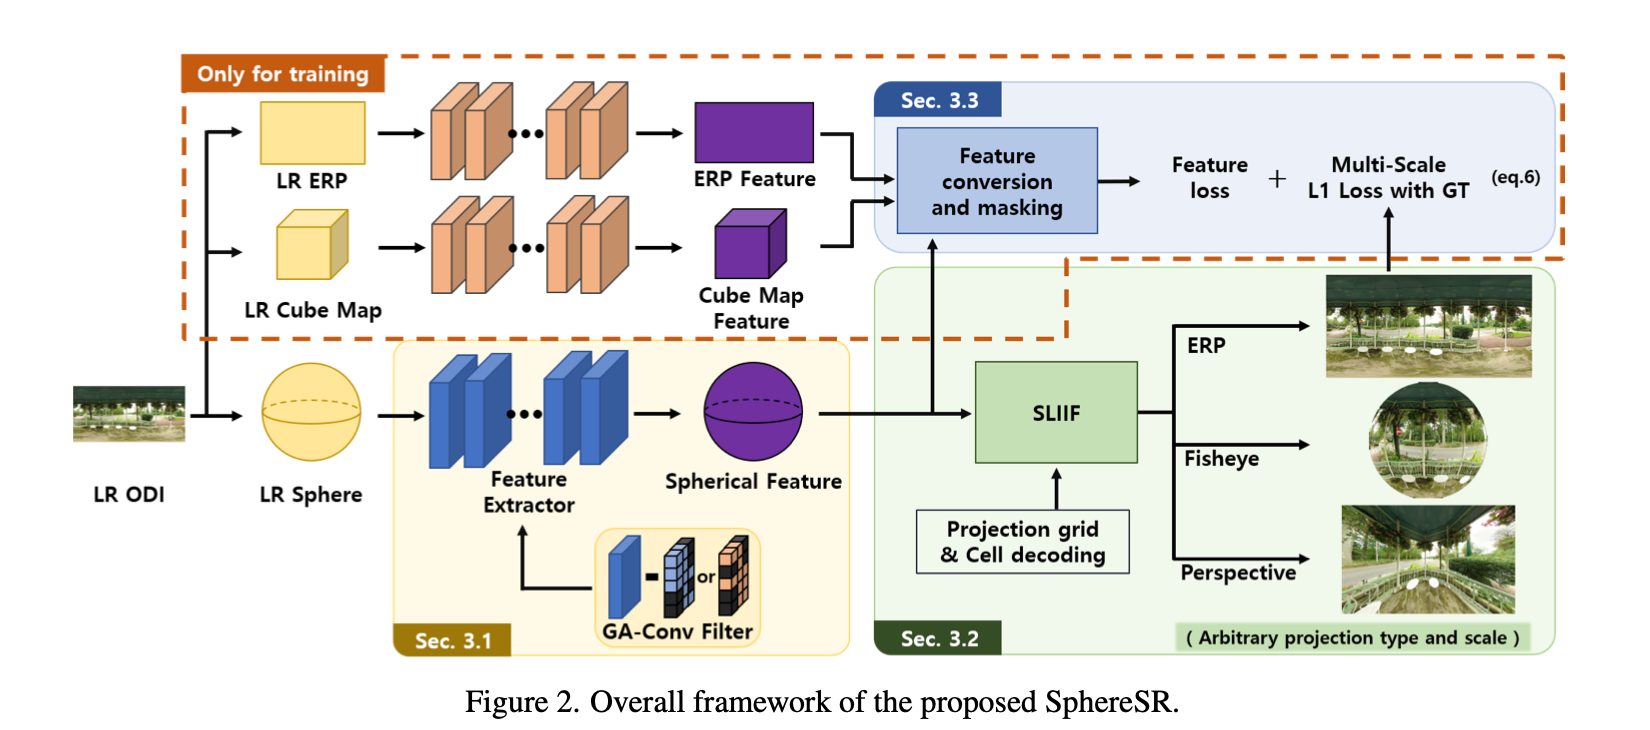 Only for training
LR ERP
ERP Feature
LR Cube Map
Cube Map
Feature
Sec. 3.3
Feature
conversion
and masking
Feature
loss
+
Multi-Scale
L1 Loss with GT
(eq.6)
LR ODI
LR Sphere
Feature
Extractor
Spherical Feature
GA-Conv Filter
or
Sec. 3.1
SLIIF
Projection grid
& Cell decoding
ERP
Fisheye
Perspective
Sec. 3.2
( Arbitrary projection type and scale )
Figure 2. Overall framework of the proposed SphereSR.